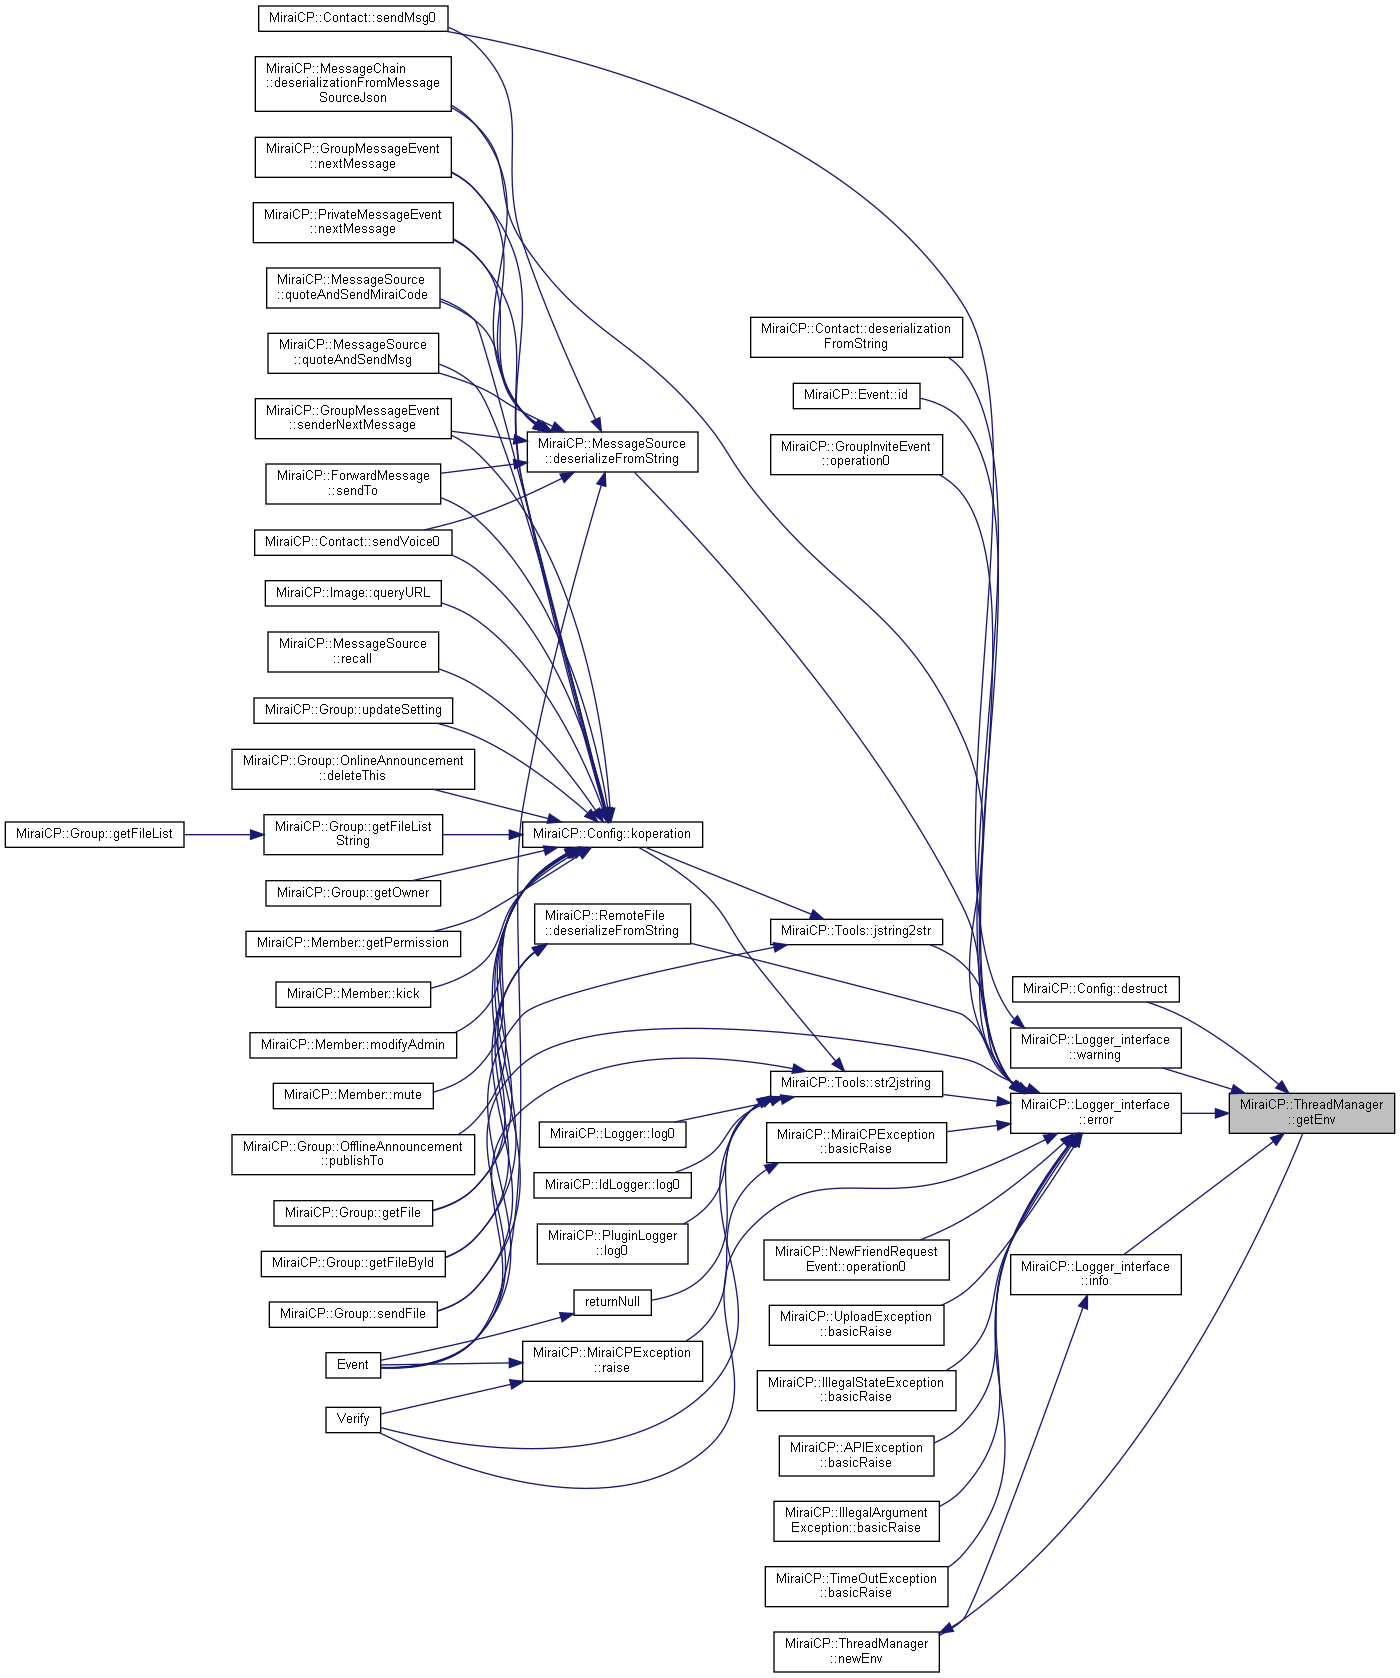 MiraiCP::Contact::sendMsg0
MiraiCP::MessageChain
::deserializationFromMessage
SourceJson
MiraiCP::GroupMessageEvent
::nextMessage
MiraiCP::PrivateMessageEvent
::nextMessage
MiraiCP::MessageSource
::quoteAndSendMiraiCode
MiraiCP::MessageSource
::quoteAndSendMsg
MiraiCP::GroupMessageEvent
::senderNextMessage
MiraiCP::ForwardMessage
::sendTo
MiraiCP::Contact::sendVoice0
MiraiCP::Image::queryURL
MiraiCP::MessageSource
::recall
MiraiCP::Group::updateSetting
MiraiCP::Group::OnlineAnnouncement
::deleteThis
MiraiCP::Group::getFileList
MiraiCP::Group::getFileList
String
MiraiCP::Group::getOwner
MiraiCP::Member::getPermission
MiraiCP::Member::kick
MiraiCP::Member::modifyAdmin
MiraiCP::Member::mute
MiraiCP::Group::OfflineAnnouncement
::publishTo
MiraiCP::Group::getFile
MiraiCP::Group::getFileById
MiraiCP::Group::sendFile
Event
Verify
MiraiCP::MessageSource
::deserializeFromString
MiraiCP::Config::koperation
MiraiCP::RemoteFile
::deserializeFromString
MiraiCP::Logger::log0
MiraiCP::IdLogger::log0
MiraiCP::PluginLogger
::log0
returnNull
MiraiCP::MiraiCPException
::raise
MiraiCP::Contact::deserialization
FromString
MiraiCP::Event::id
MiraiCP::GroupInviteEvent
::operation0
MiraiCP::Tools::jstring2str
MiraiCP::Tools::str2jstring
MiraiCP::MiraiCPException
::basicRaise
MiraiCP::NewFriendRequest
Event::operation0
MiraiCP::UploadException
::basicRaise
MiraiCP::IllegalStateException
::basicRaise
MiraiCP::APIException
::basicRaise
MiraiCP::IllegalArgument
Exception::basicRaise
MiraiCP::TimeOutException
::basicRaise
MiraiCP::ThreadManager
::newEnv
MiraiCP::Config::destruct
MiraiCP::Logger_interface
::warning
MiraiCP::Logger_interface
::error
MiraiCP::Logger_interface
::info
MiraiCP::ThreadManager
::getEnv